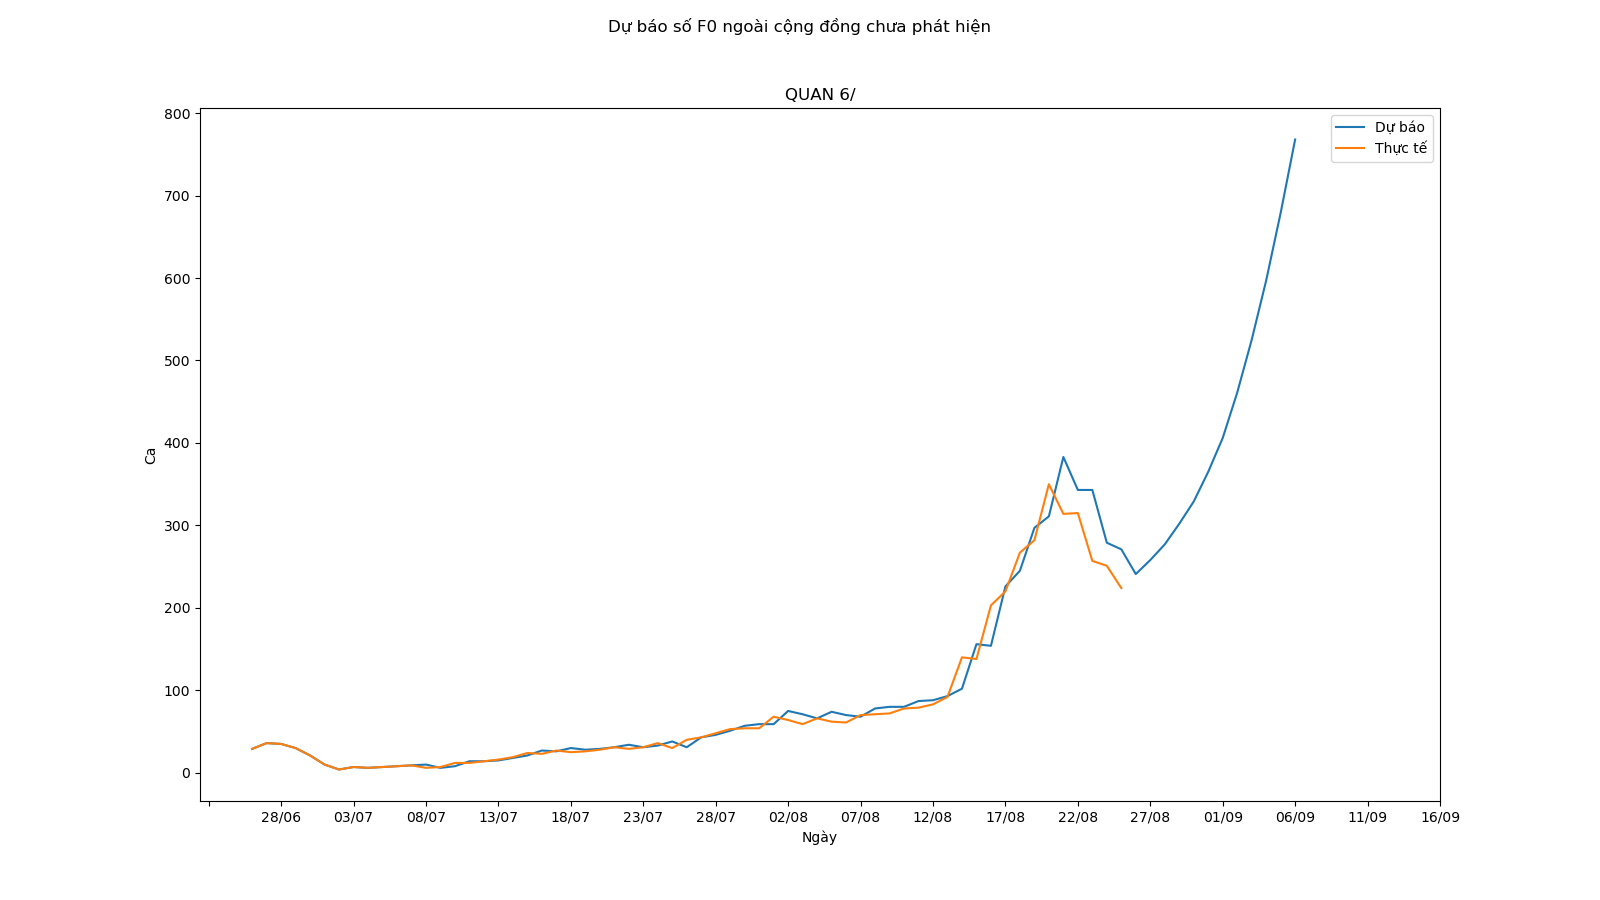 Dự báo số F0 ngoài cộng đồng chưa phát hiện
QUAN 6/
Dự báo
Thực tế
800
700
600
500
400
300
200
100
0
Ca
28/06 03/07 08/07 13/07 18/07 23/07 28/07 02/08 07/08 12/08 17/08 22/08 27/08 01/09 06/09 11/09 16/09
Ngày